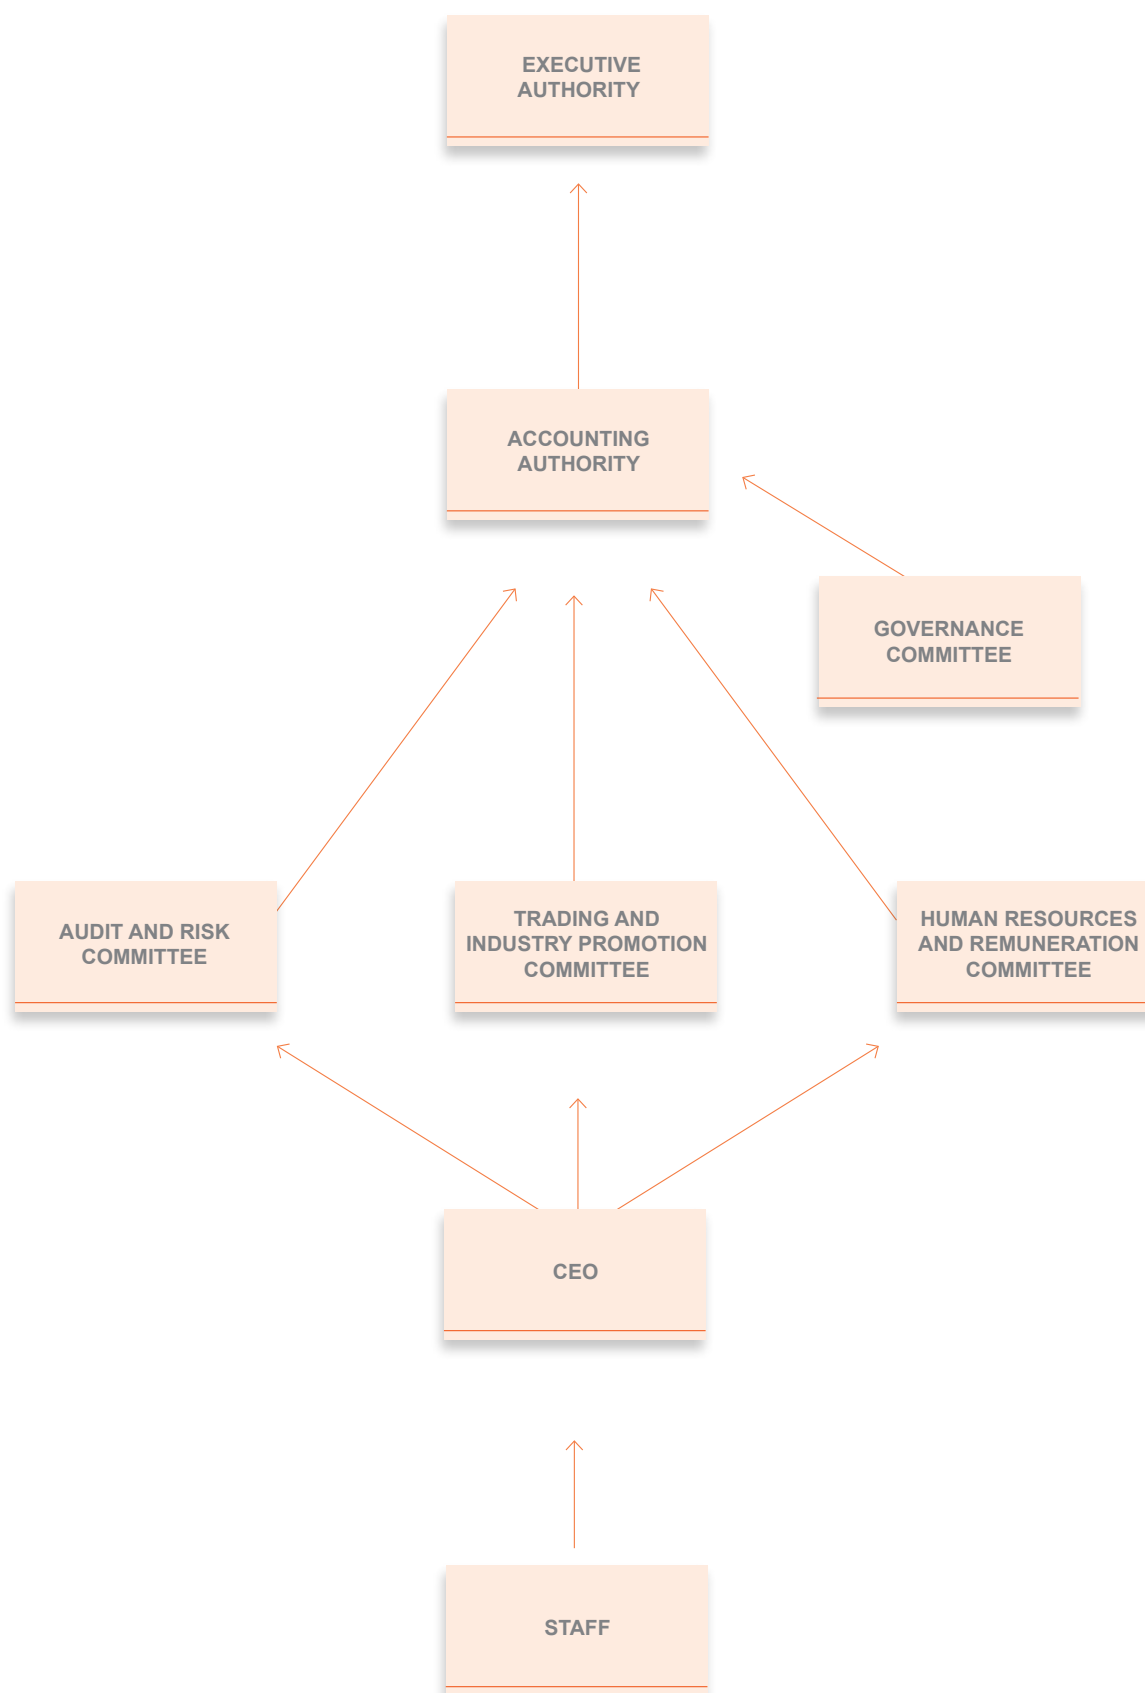 EXECUTIVE
AUTHORITY
ACCOUNTING
AUTHORITY
GOVERNANCE
COMMITTEE
AUDIT AND RISK
COMMITTEE
TRADING AND
INDUSTRY PROMOTION
COMMITTEE
HUMAN RESOURCES
AND REMUNERATION
COMMITTEE
CEO
STAFF